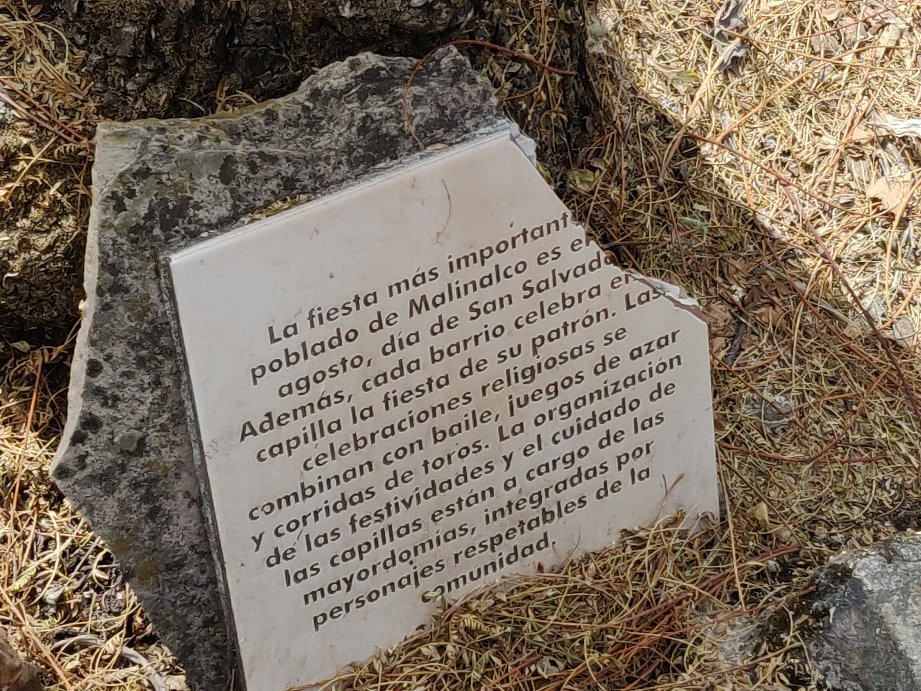 La fiesta más important
poblado de Malinalco es el
agosto, día de San Salvado
Además, cada barrio celebra en
capilla la fiesta de su patrón. Las
celebraciones religiosas se
combinan con baile, juegos de azar
y corridas de toros. La organización
de las festividades y el cuidado de
las capillas están a cargo de las
mayordomías, integradas por
personajes respetables de la
omunidad.